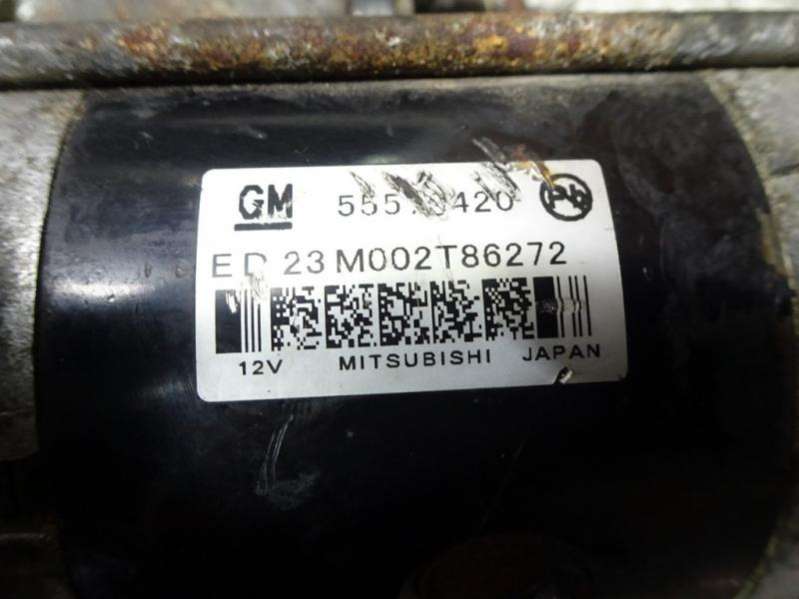 GM
ED 23 M002T86272
12V MITSUBISHI JAPAN